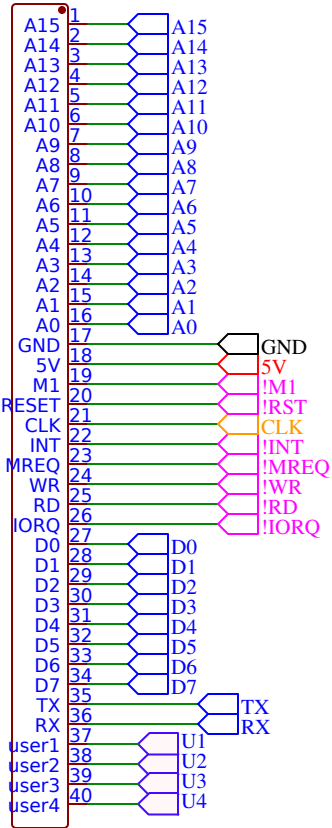 A15 1 A15
A14 2 A14
A13 3 A13
A12 4 A12
A11 5 A11
A10 6 A10
A9 7 A9
A8 8 A8
A7 9 A7
A6 10 A6
A5 11 A5
A4 12 A4
A3 13 A3
A2 14 A2
A1 15 A1
A0 16 A0
GND 17 GND
5V 18 5V
M1 19 !M1
RESET 20 !RST
CLK 21 CLK
INT 22 !INT
MREQ 23 !MREQ
WR 24 !WR
RD 25 !RD
IORQ 26 !IORQ
D0 27 D0
D1 28 D1
D2 29 D2
D3 30 D3
D4 31 D4
D5 32 D5
D6 33 D6
D7 34 D7
TX 35 TX
RX 36 RX
user1 37 U1
user2 38 U2
user3 39 U3
user4 40 U4